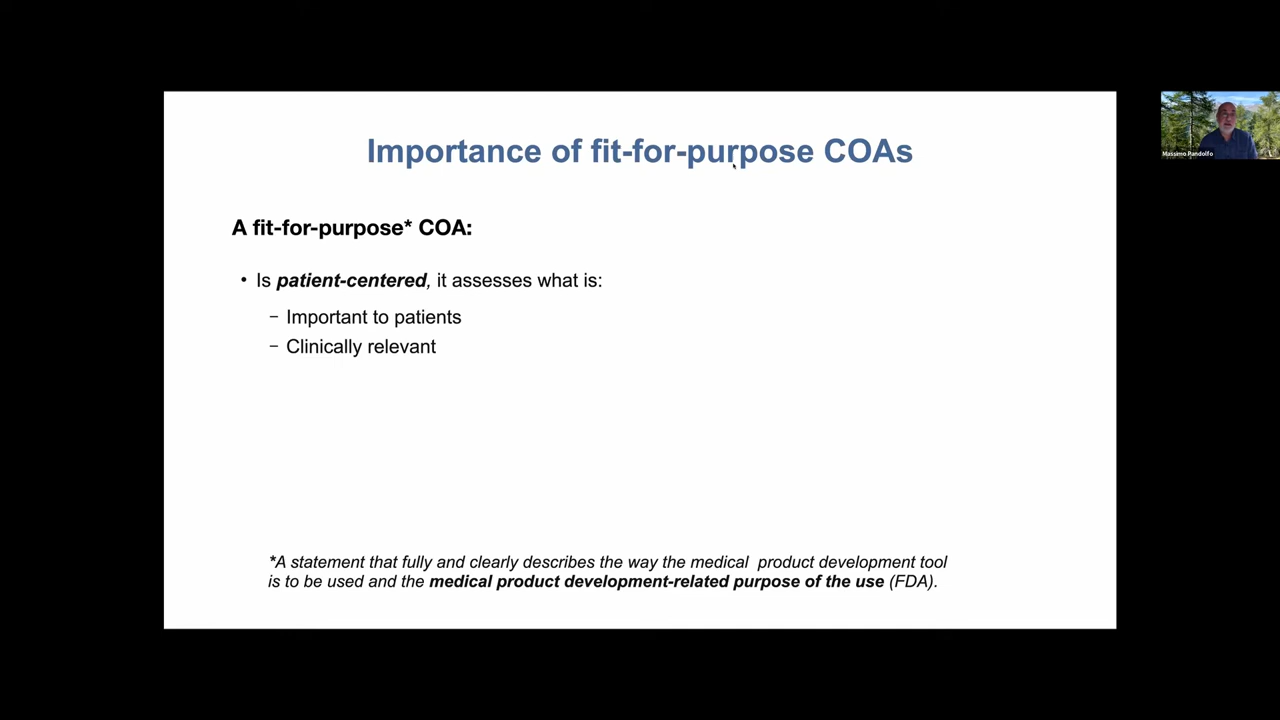 Importance of fit-for-purpose COAs
Massimo Pandolfo
A fit-for-purpose* COA:
• Is patient-centered, it assesses what is:
− Important to patients
− Clinically relevant
*A statement that fully and clearly describes the way the medical product development tool
is to be used and the medical product development-related purpose of the use (FDA).